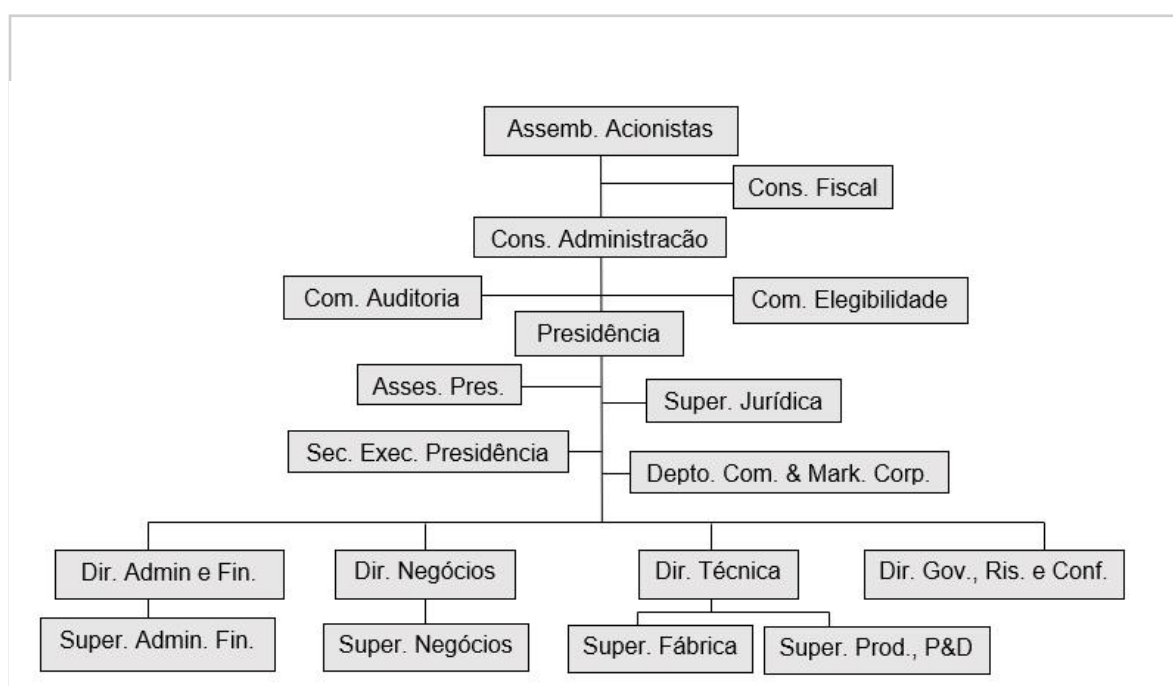 Assemb. Acionistas
Cons. Fiscal
Cons. Administracão
Com. Auditoria
Com. Elegibilidade
Presidência
Asses. Pres.
Super. Jurídica
Sec. Exec. Presidência
Depto. Com. & Mark. Corp.
Dir. Admin e Fin.
Dir. Negócios
Dir. Técnica
Dir. Gov., Ris. e Conf.
Super. Admin. Fin.
Super. Negócios
Super. Fábrica
Super. Prod., P&D